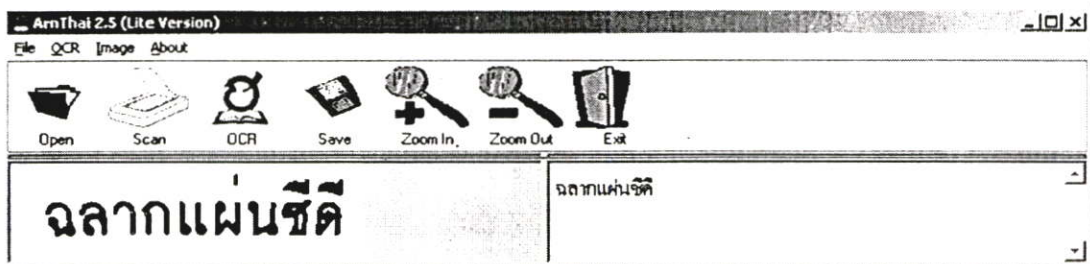 ArnThai 2.5 (Lite Version)
File OCR Image About
Open Scan OCR Save Zoom In Zoom Out Exit
ฉลากแผ่นซีดี
ฉลากแผ่นชีดี